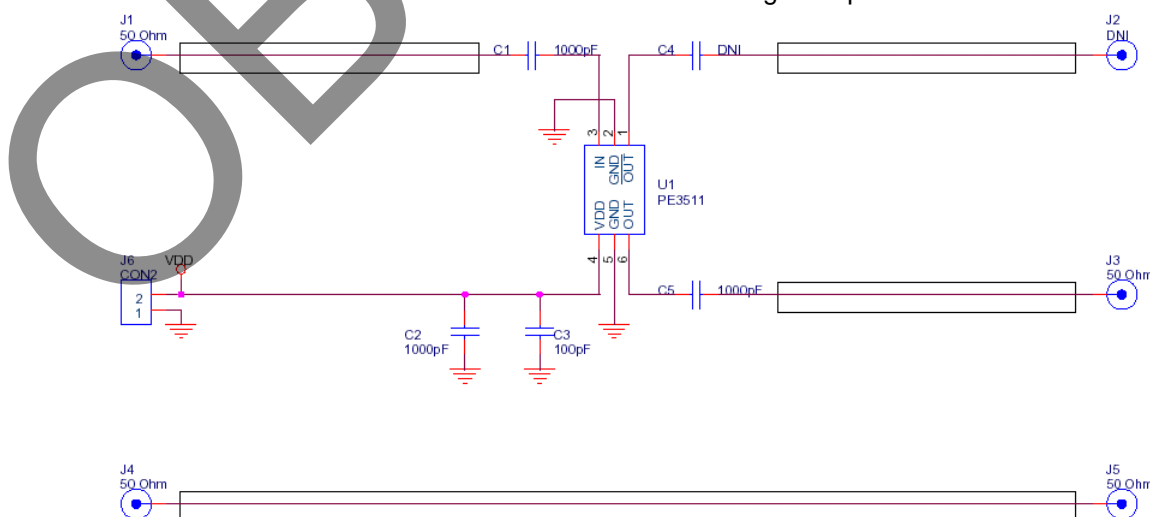 J1
50 Ohm
C1
1000pF
C4
DNI
J2
DNI
3
2
1
IN
GND
OUT
U1
PE3511
VDD
GND
OUT
4
5
6
J6
CON2
VDD
2
1
C2
1000pF
C3
100pF
C5
1000pF
J3
50 Ohm
J4
50 Ohm
J5
50 Ohm